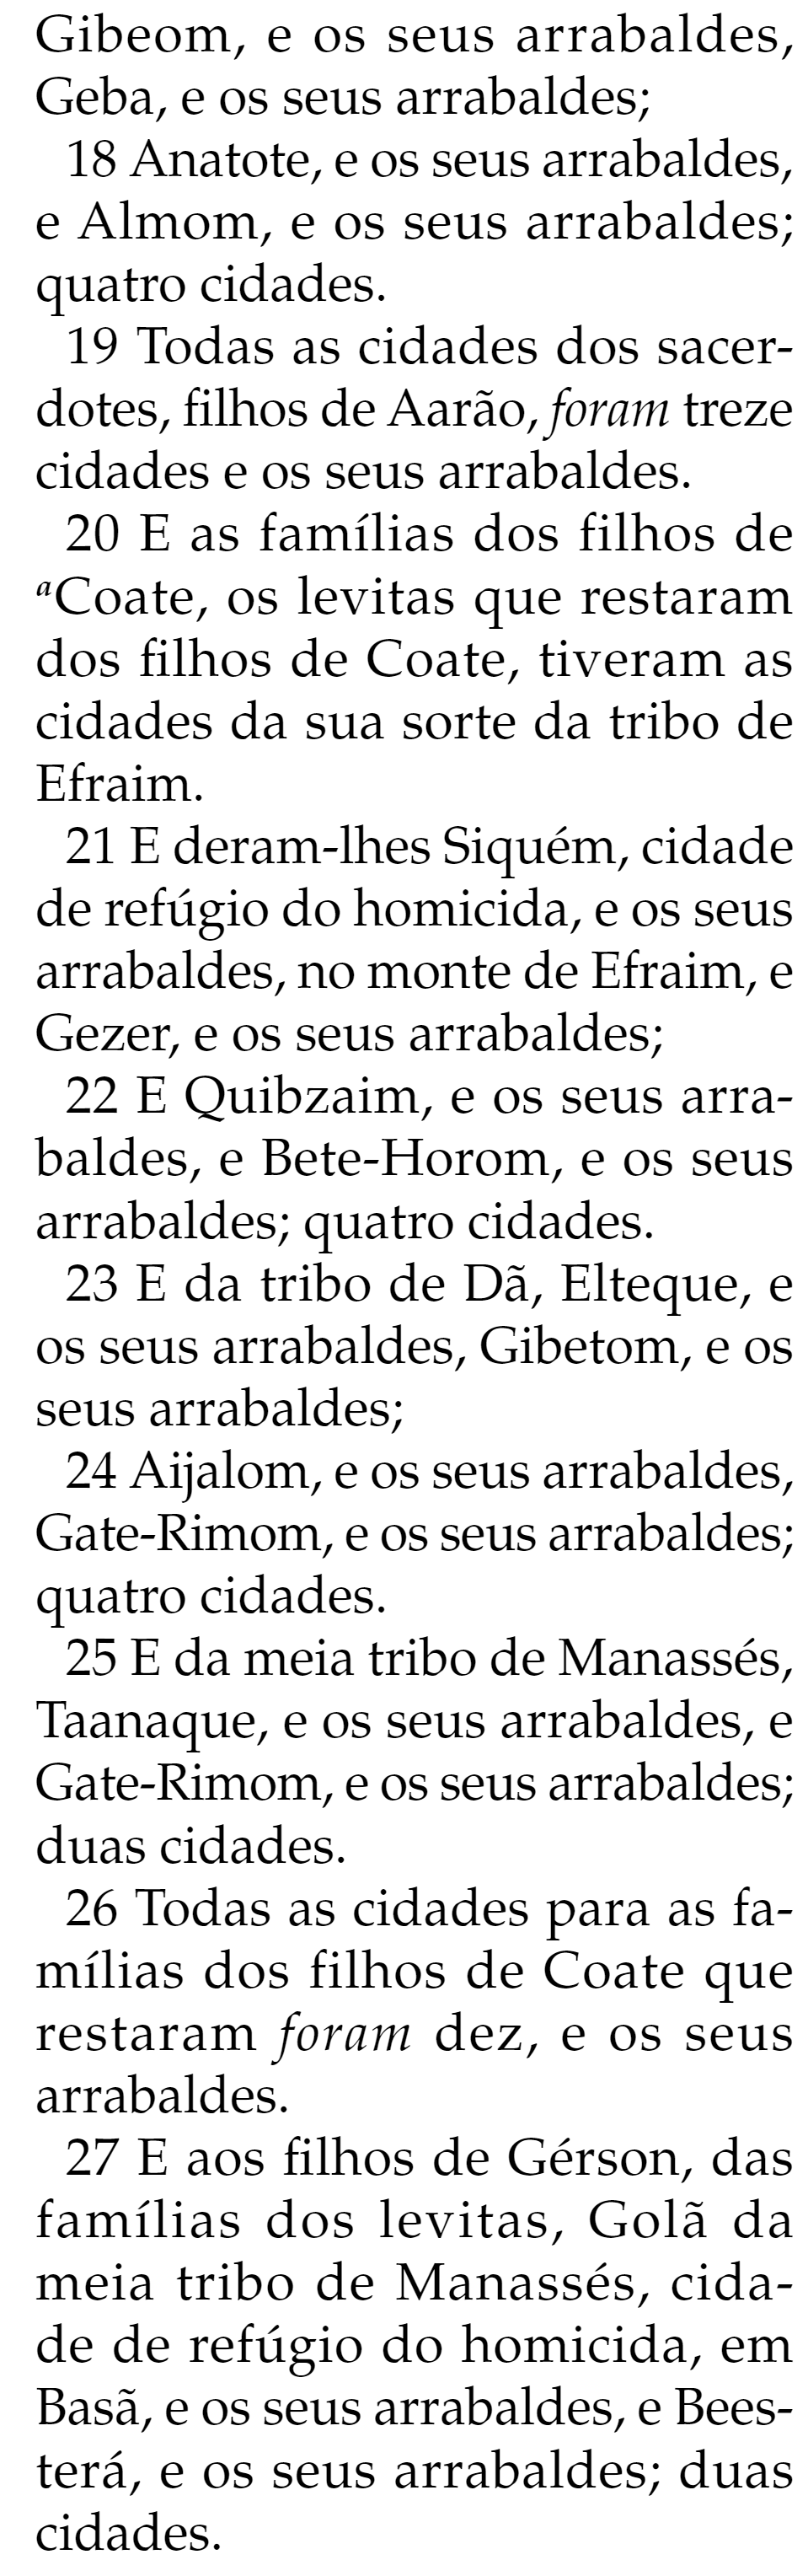 Gibeom, e os seus arrabaldes,
Geba, e os seus arrabaldes;
18 Anatote, e os seus arrabaldes,
e Almom, e os seus arrabaldes;
quatro cidades.
19 Todas as cidades dos sacer-
dotes, filhos de Aarão, foram treze
cidades e os seus arrabaldes.
20 E as famílias dos filhos de
aCoate, os levitas que restaram
dos filhos de Coate, tiveram as
cidades da sua sorte da tribo de
Efraim.
21 E deram-lhes Siquém, cidade
de refúgio do homicida, e os seus
arrabaldes, no monte de Efraim, e
Gezer, e os seus arrabaldes;
22 E Quibzaim, e os seus arra-
baldes, e Bete-Horom, e os seus
arrabaldes; quatro cidades.
23 E da tribo de Dã, Elteque, e
os seus arrabaldes, Gibetom, e os
seus arrabaldes;
24 Aijalom, e os seus arrabaldes,
Gate-Rimom, e os seus arrabaldes;
quatro cidades.
25 E da meia tribo de Manassés,
Taanaque, e os seus arrabaldes, e
Gate-Rimom, e os seus arrabaldes;
duas cidades.
26 Todas as cidades para as fa-
mílias dos filhos de Coate que
restaram foram dez, e os seus
arrabaldes.
27 E aos filhos de Gérson, das
famílias dos levitas, Golã da
meia tribo de Manassés, cida-
de de refúgio do homicida, em
Basã, e os seus arrabaldes, e Bees-
terá, e os seus arrabaldes; duas
cidades.